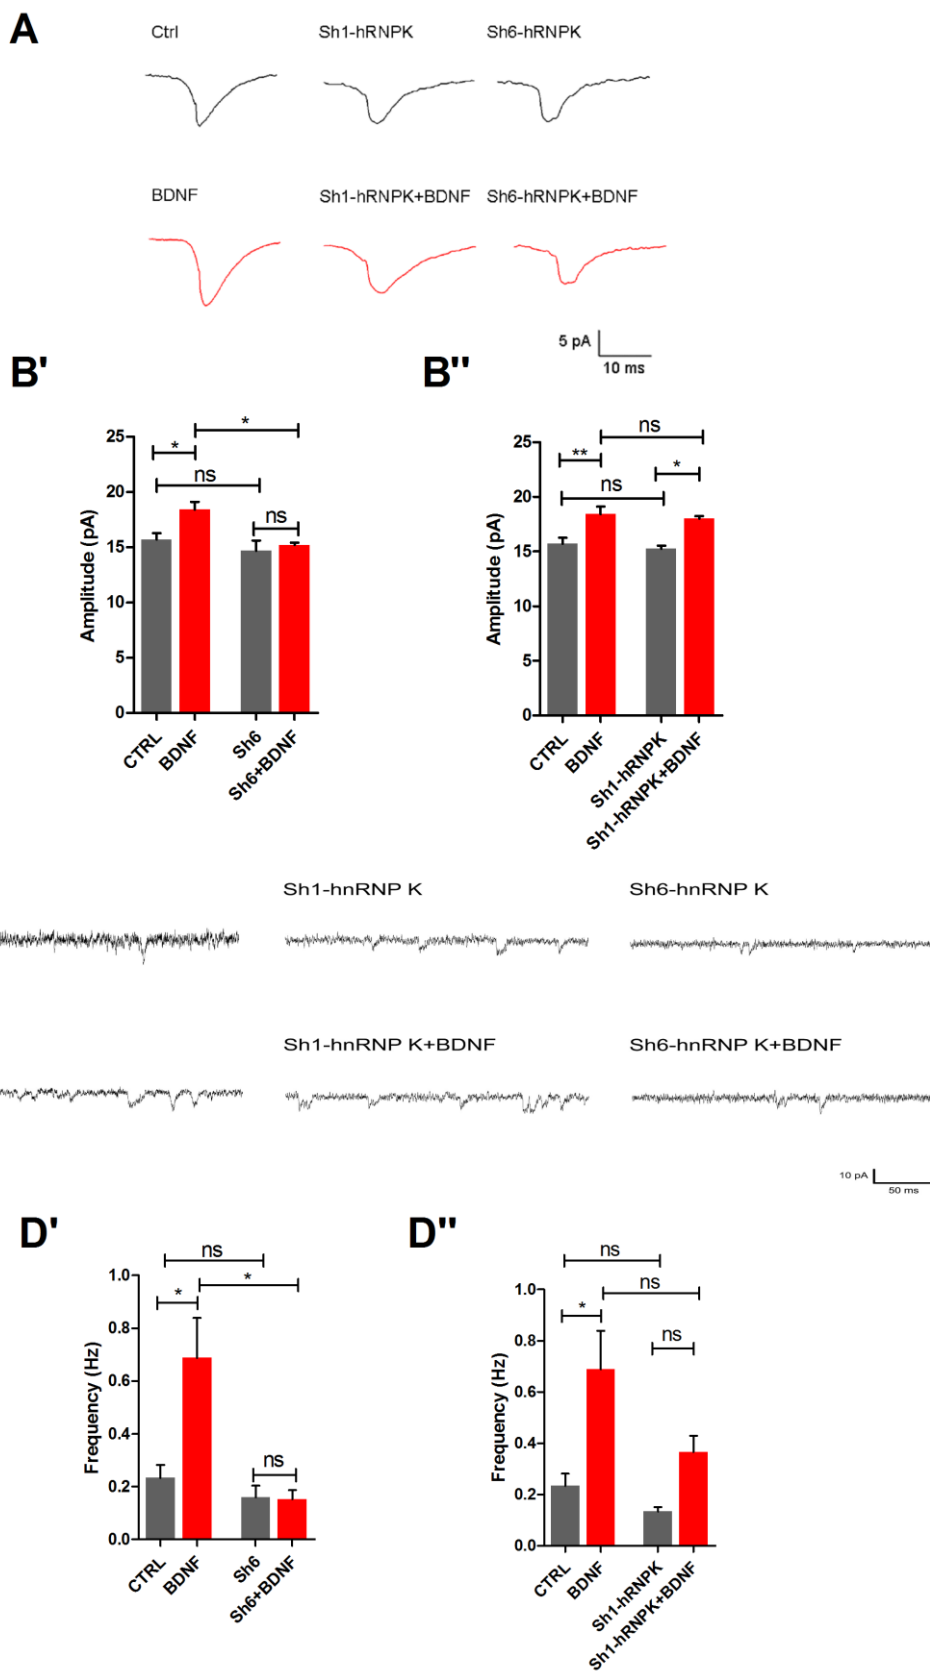 A
Ctrl Sh1-hRNPK Sh6-hRNPK
BDNF Sh1-hRNPK+BDNF Sh6-hRNPK+BDNF
5 pA
10 ms
B' B"
*
*
ns
ns
25
20
15
10
5
0
Amplitude (pA)
CTRL
BDNF
Sh6
Sh6+BDNF
ns
**
*
ns
25
20
15
10
5
0
Amplitude (pA)
CTRL
BDNF
Sh1-hRNPK
Sh1-hRNPK+BDNF
Sh1-hnRNP K Sh6-hnRNP K
Sh1-hnRNP K+BDNF Sh6-hnRNP K+BDNF
10 pA
50 ms
D' D"
ns
*
*
ns
1.0
0.8
0.6
0.4
0.2
0.0
Frequency (Hz)
CTRL
BDNF
Sh6
Sh6+BDNF
ns
ns
*
ns
1.0
0.8
0.6
0.4
0.2
0.0
Frequency (Hz)
CTRL
BDNF
Sh1-hRNPK
Sh1-hRNPK+BDNF